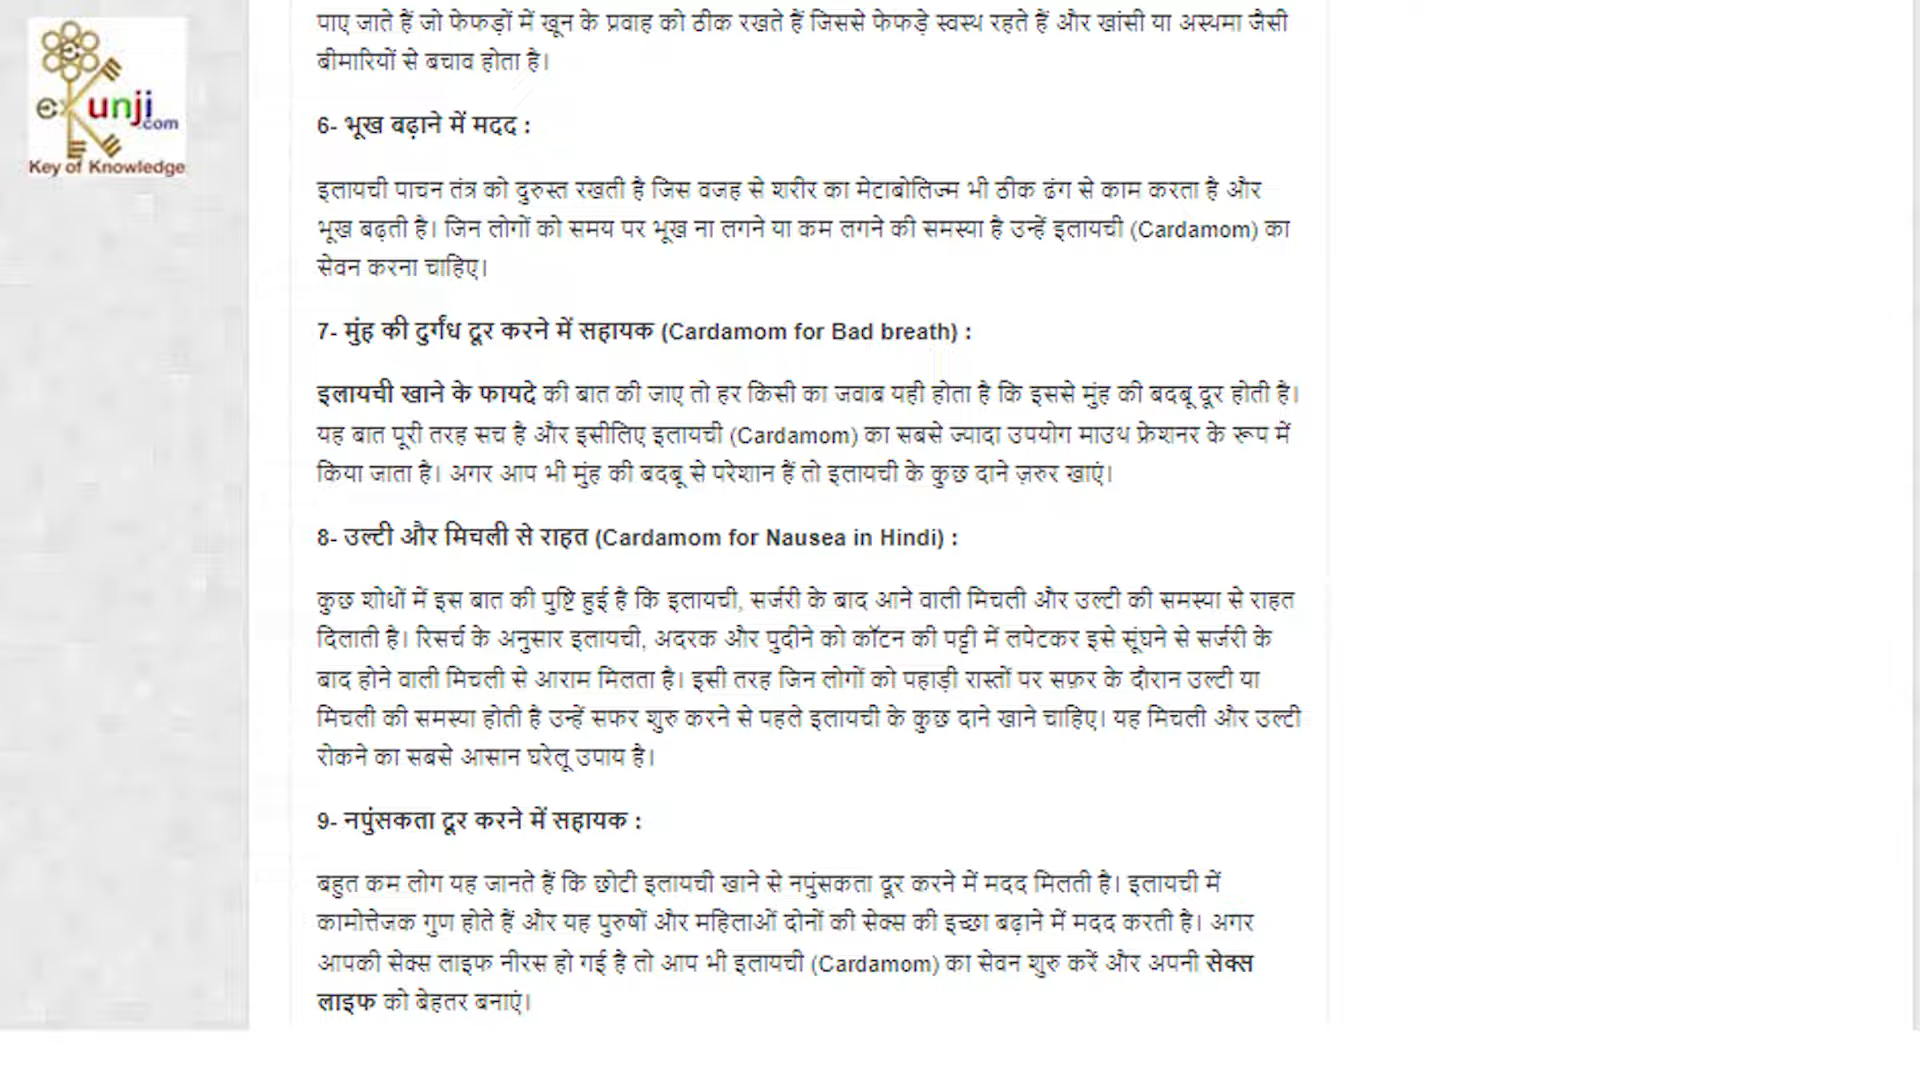 eKunji
.com
Key of Knowledge
पाए जाते हैं जो फेफड़ों में खून के प्रवाह को ठीक रखते हैं जिससे फेफड़े स्वस्थ रहते हैं और खांसी या अस्थमा जैसी
बीमारियों से बचाव होता है।
6- भूख बढ़ाने में मदद :
इलायची पाचन तंत्र को दुरुस्त रखती है जिस वजह से शरीर का मेटाबोलिज्म भी ठीक ढंग से काम करता है और
भूख बढ़ती है। जिन लोगों को समय पर भूख ना लगने या कम लगने की समस्या है उन्हें इलायची (Cardamom) का
सेवन करना चाहिए।
7- मुंह की दुर्गंध दूर करने में सहायक (Cardamom for Bad breath) :
इलायची खाने के फायदे की बात की जाए तो हर किसी का जवाब यही होता है कि इससे मुंह की बदबू दूर होती है।
यह बात पूरी तरह सच है और इसीलिए इलायची (Cardamom) का सबसे ज्यादा उपयोग माउथ फ्रेशनर के रूप में
किया जाता है। अगर आप भी मुंह की बदबू से परेशान हैं तो इलायची के कुछ दाने ज़रुर खाएं।
8- उल्टी और मिचली से राहत (Cardamom for Nausea in Hindi) :
कुछ शोधों में इस बात की पुष्टि हुई है कि इलायची, सर्जरी के बाद आने वाली मिचली और उल्टी की समस्या से राहत
दिलाती है। रिसर्च के अनुसार इलायची, अदरक और पुदीने को कॉटन की पट्टी में लपेटकर इसे सूंघने से सर्जरी के
बाद होने वाली मिचली से आराम मिलता है। इसी तरह जिन लोगों को पहाड़ी रास्तों पर सफ़र के दौरान उल्टी या
मिचली की समस्या होती है उन्हें सफर शुरु करने से पहले इलायची के कुछ दाने खाने चाहिए। यह मिचली और उल्टी
रोकने का सबसे आसान घरेलू उपाय है।
9- नपुंसकता दूर करने में सहायक :
बहुत कम लोग यह जानते हैं कि छोटी इलायची खाने से नपुंसकता दूर करने में मदद मिलती है। इलायची में
कामोत्तेजक गुण होते हैं और यह पुरुषों और महिलाओं दोनों की सेक्स की इच्छा बढ़ाने में मदद करती है। अगर
आपकी सेक्स लाइफ नीरस हो गई है तो आप भी इलायची (Cardamom) का सेवन शुरु करें और अपनी सेक्स
लाइफ को बेहतर बनाएं।